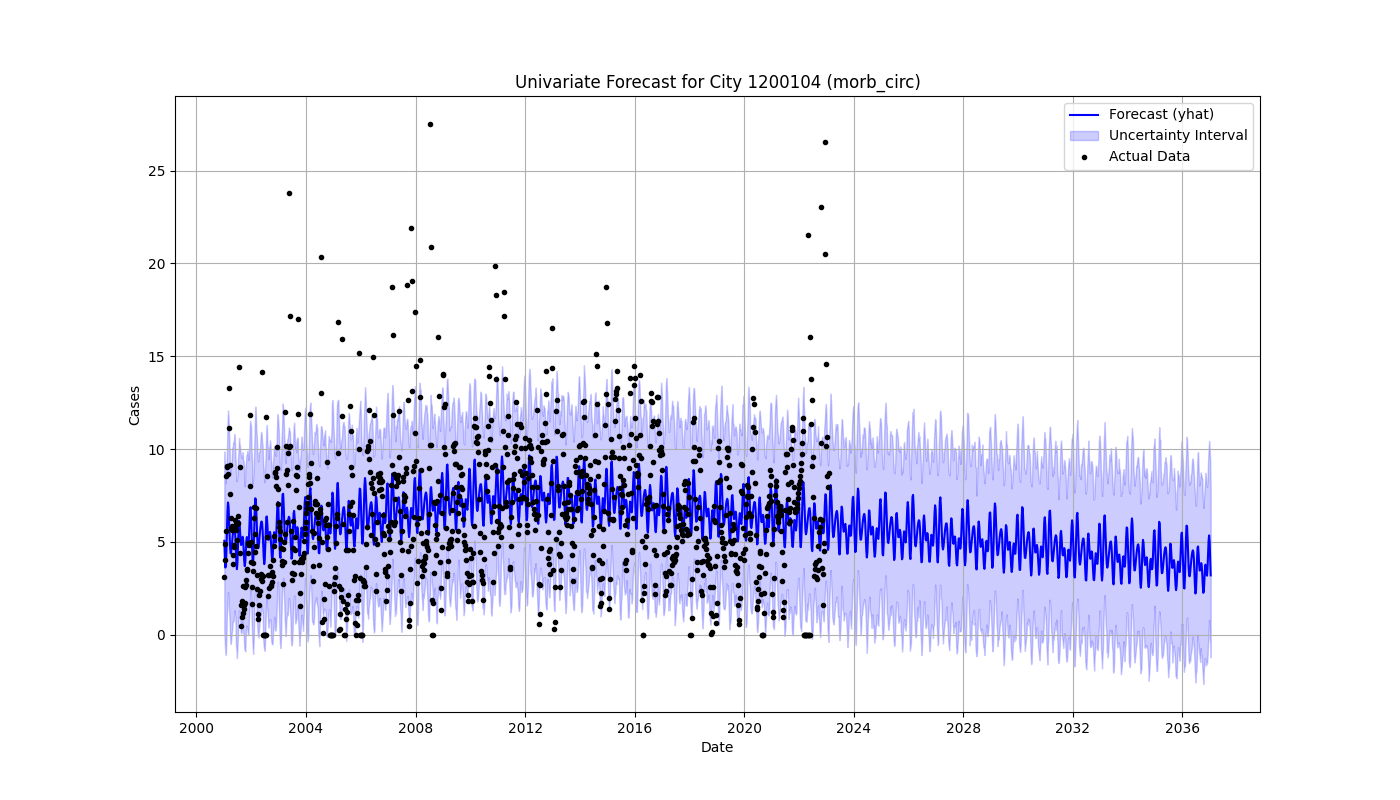 Univariate Forecast for City 1200104 (morb_circ)
Forecast (yhat)
Uncertainty Interval
Actual Data
Cases
25
20
15
10
5
0
2000 2004 2008 2012 2016 2020 2024 2028 2032 2036
Date